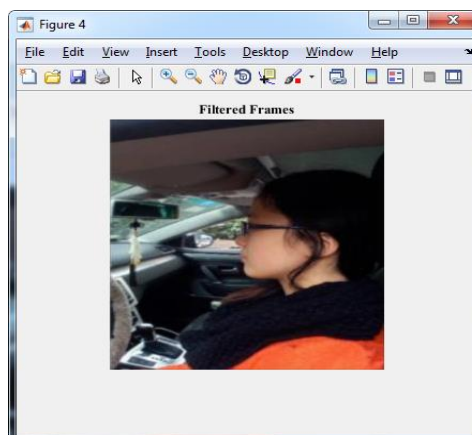 Figure 4
File Edit View Insert Tools Desktop Window Help
Filtered Frames